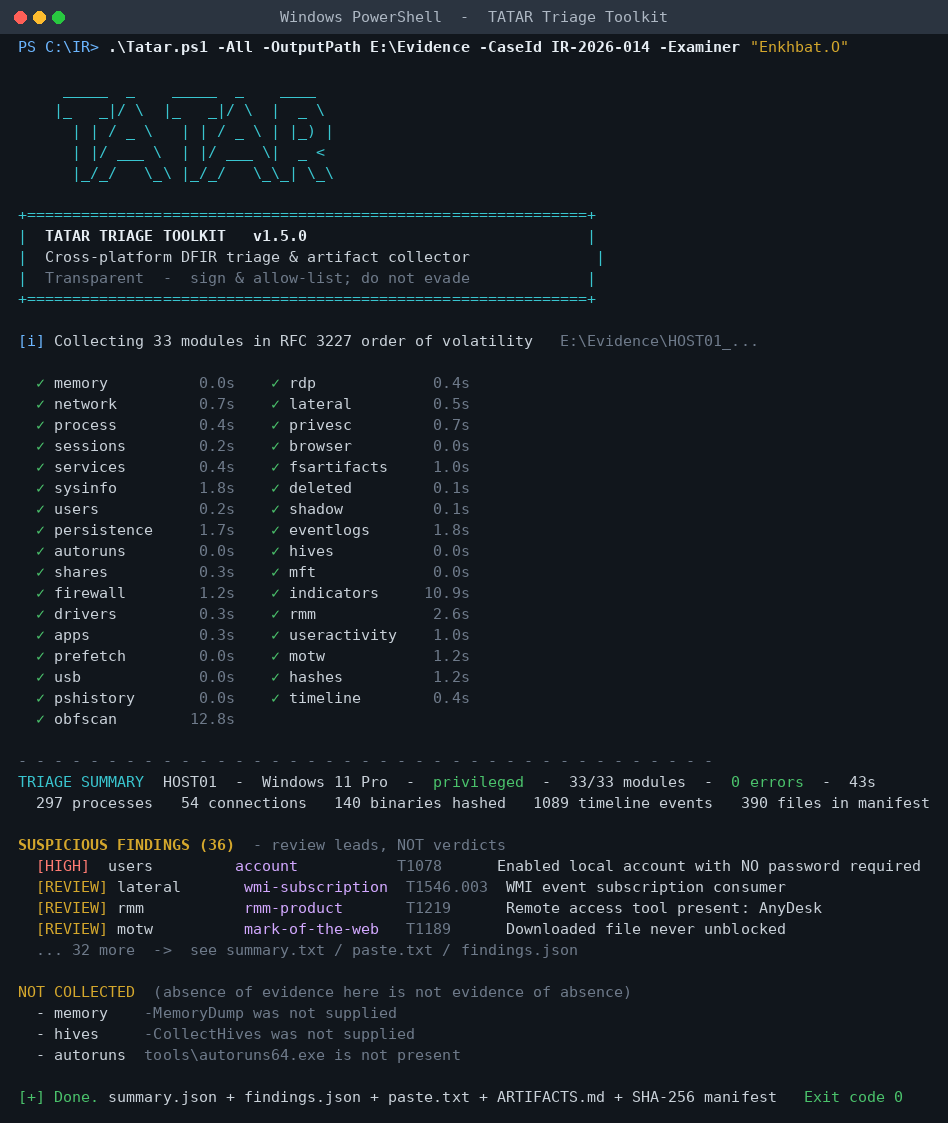 Windows PowerShell  -  TATAR Triage Toolkit
PS C:\IR> .\Tatar.ps1 -All -OutputPath E:\Evidence -CaseId IR-2026-014 -Examiner "Enkhbat.O"
     _____  _    _____  _    ____
    |_   _|/ \  |_   _|/ \  |  _ \
      | | / _ \   | | / _ \ | |_) |
      | |/ ___ \  | |/ ___ \|  _ <
      |_/_/   \_\ |_/_/   \_\_| \_\
+==============================================================+
|  TATAR TRIAGE TOOLKIT   v1.5.0                               |
|  Cross-platform DFIR triage & artifact collector              |
|  Transparent  -  sign & allow-list; do not evade             |
+==============================================================+
[i] Collecting 33 modules in RFC 3227 order of volatility   E:\Evidence\HOST01_...
  ✓ memory          0.0s    ✓ rdp             0.4s
  ✓ network         0.7s    ✓ lateral         0.5s
  ✓ process         0.4s    ✓ privesc         0.7s
  ✓ sessions        0.2s    ✓ browser         0.0s
  ✓ services        0.4s    ✓ fsartifacts     1.0s
  ✓ sysinfo         1.8s    ✓ deleted         0.1s
  ✓ users           0.2s    ✓ shadow          0.1s
  ✓ persistence     1.7s    ✓ eventlogs       1.8s
  ✓ autoruns        0.0s    ✓ hives           0.0s
  ✓ shares          0.3s    ✓ mft             0.0s
  ✓ firewall        1.2s    ✓ indicators     10.9s
  ✓ drivers         0.3s    ✓ rmm             2.6s
  ✓ apps            0.3s    ✓ useractivity    1.0s
  ✓ prefetch        0.0s    ✓ motw            1.2s
  ✓ usb             0.0s    ✓ hashes          1.2s
  ✓ pshistory       0.0s    ✓ timeline        0.4s
  ✓ obfscan        12.8s
- - - - - - - - - - - - - - - - - - - - - - - - - - - - - - - - - - - - - - -
TRIAGE SUMMARY  HOST01  -  Windows 11 Pro  -  privileged  -  33/33 modules  -  0 errors  -  43s
  297 processes   54 connections   140 binaries hashed   1089 timeline events   390 files in manifest
SUSPICIOUS FINDINGS (36)  - review leads, NOT verdicts
  [HIGH]  users         account           T1078      Enabled local account with NO password required
  [REVIEW] lateral       wmi-subscription  T1546.003  WMI event subscription consumer
  [REVIEW] rmm           rmm-product       T1219      Remote access tool present: AnyDesk
  [REVIEW] motw          mark-of-the-web   T1189      Downloaded file never unblocked
  ... 32 more  ->  see summary.txt / paste.txt / findings.json
NOT COLLECTED  (absence of evidence here is not evidence of absence)
  - memory    -MemoryDump was not supplied
  - hives     -CollectHives was not supplied
  - autoruns  tools\autoruns64.exe is not present
[+] Done. summary.json + findings.json + paste.txt + ARTIFACTS.md + SHA-256 manifest   Exit code 0